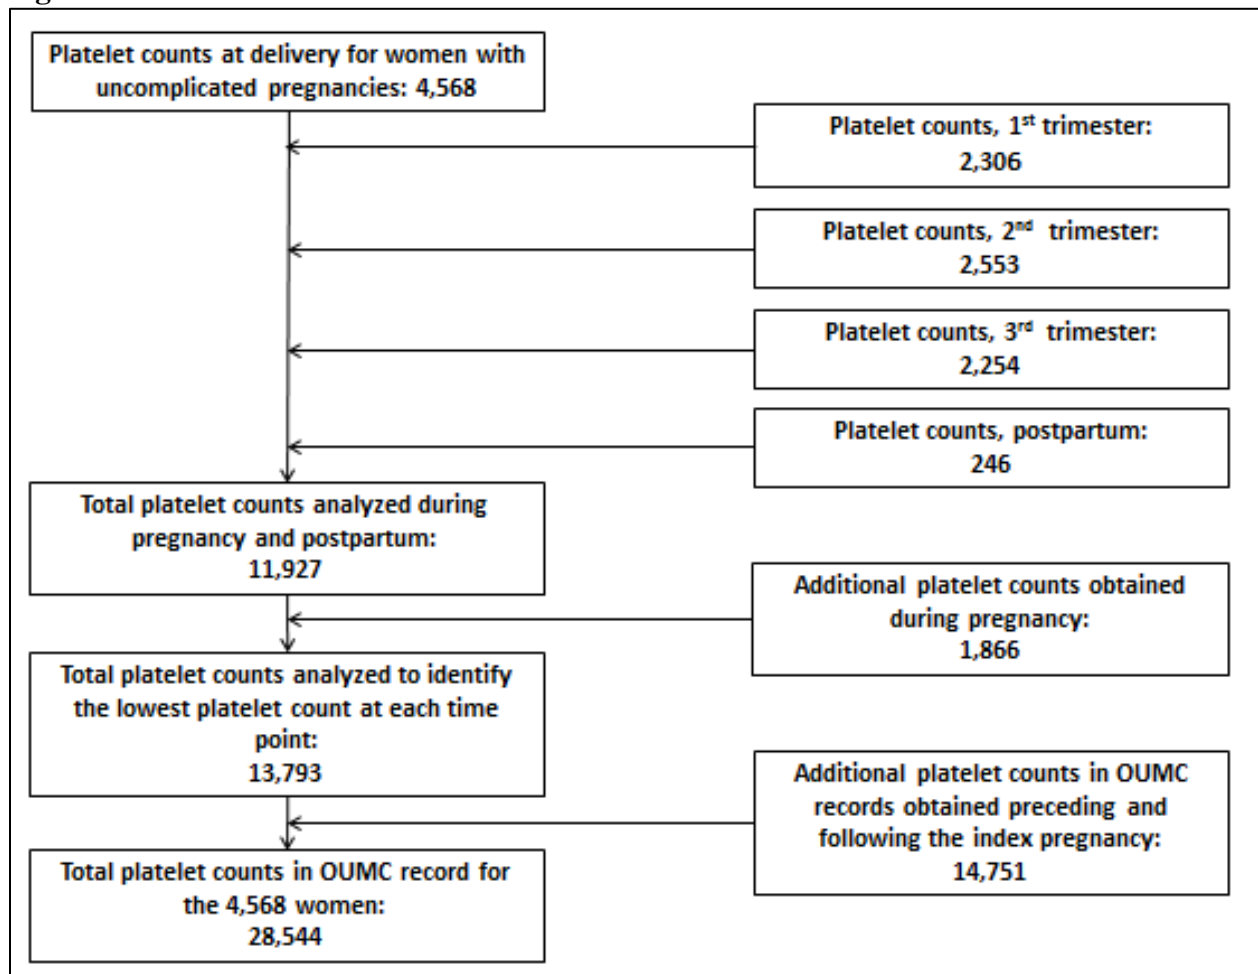 Platelet counts at delivery for women with
uncomplicated pregnancies: 4,568
Platelet counts, 1st trimester:
2,306
Platelet counts, 2nd trimester:
2,553
Platelet counts, 3rd trimester:
2,254
Platelet counts, postpartum:
246
Total platelet counts analyzed during
pregnancy and postpartum:
11,927
Additional platelet counts obtained
during pregnancy:
1,866
Total platelet counts analyzed to identify
the lowest platelet count at each time
point:
13,793
Additional platelet counts in OUMC
records obtained preceding and
following the index pregnancy:
14,751
Total platelet counts in OUMC record for
the 4,568 women:
28,544